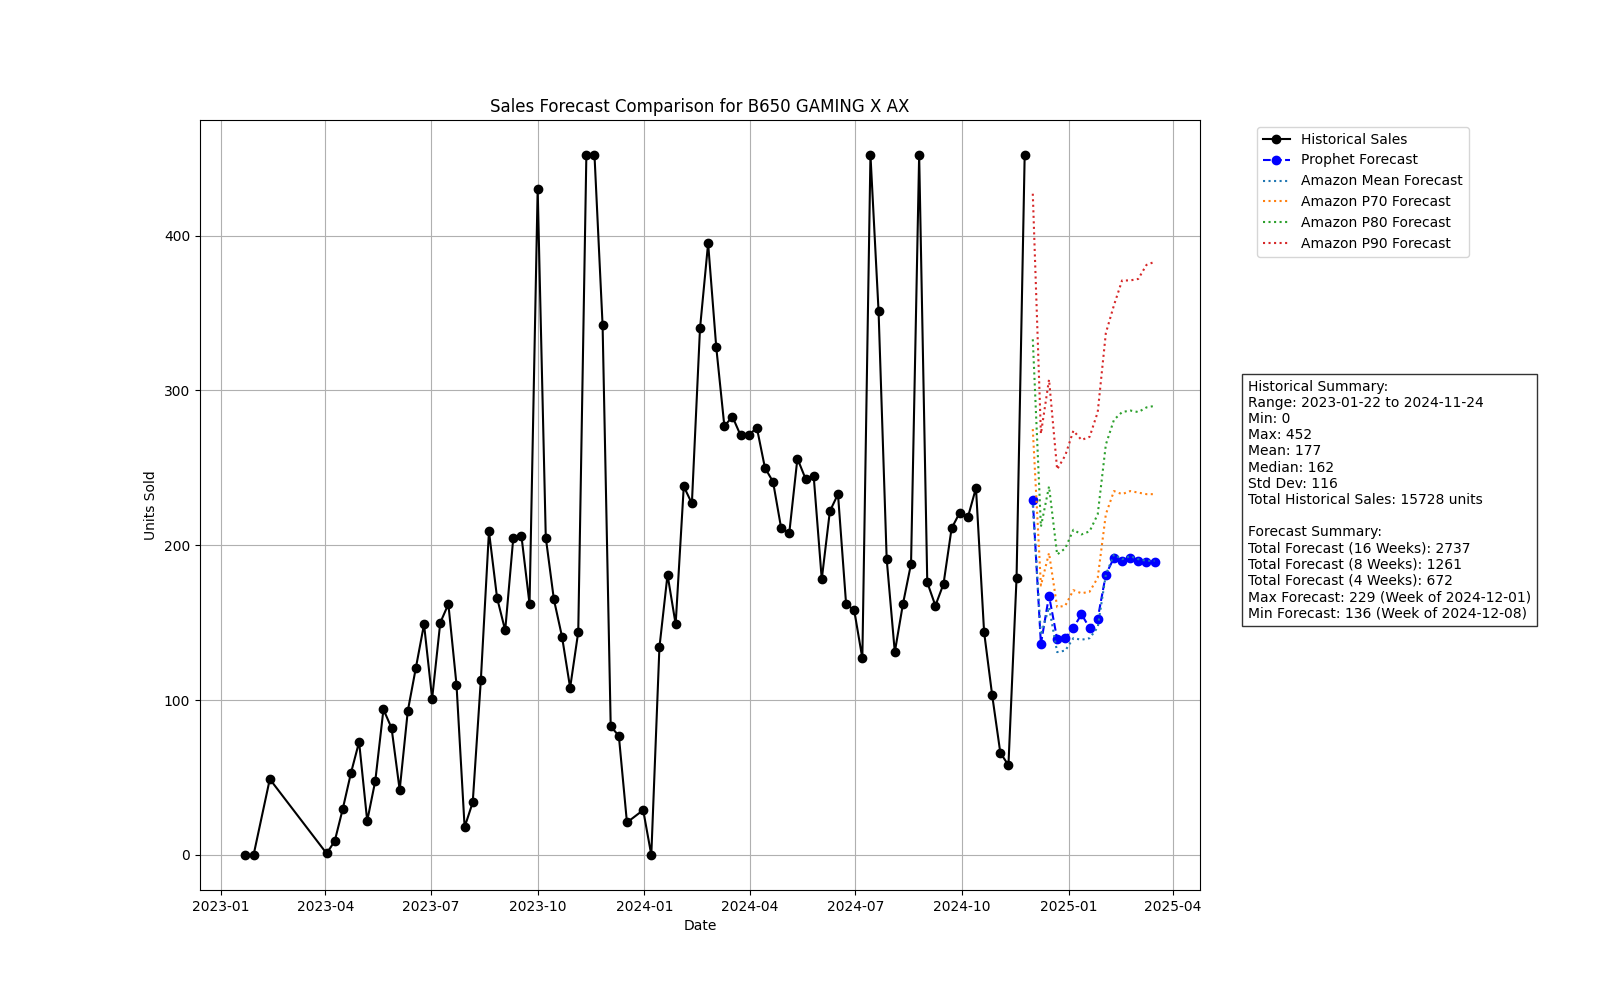 Sales Forecast Comparison for B650 GAMING X AX
Historical Sales
Prophet Forecast
Amazon Mean Forecast
Amazon P70 Forecast
Amazon P80 Forecast
Amazon P90 Forecast
Units Sold
400
300
200
100
0
2023-01
2023-04
2023-07
2023-10
2024-01
2024-04
2024-07
2024-10
2025-01
2025-04
Date
Historical Summary:
Range: 2023-01-22 to 2024-11-24
Min: 0
Max: 452
Mean: 177
Median: 162
Std Dev: 116
Total Historical Sales: 15728 units
Forecast Summary:
Total Forecast (16 Weeks): 2737
Total Forecast (8 Weeks): 1261
Total Forecast (4 Weeks): 672
Max Forecast: 229 (Week of 2024-12-01)
Min Forecast: 136 (Week of 2024-12-08)